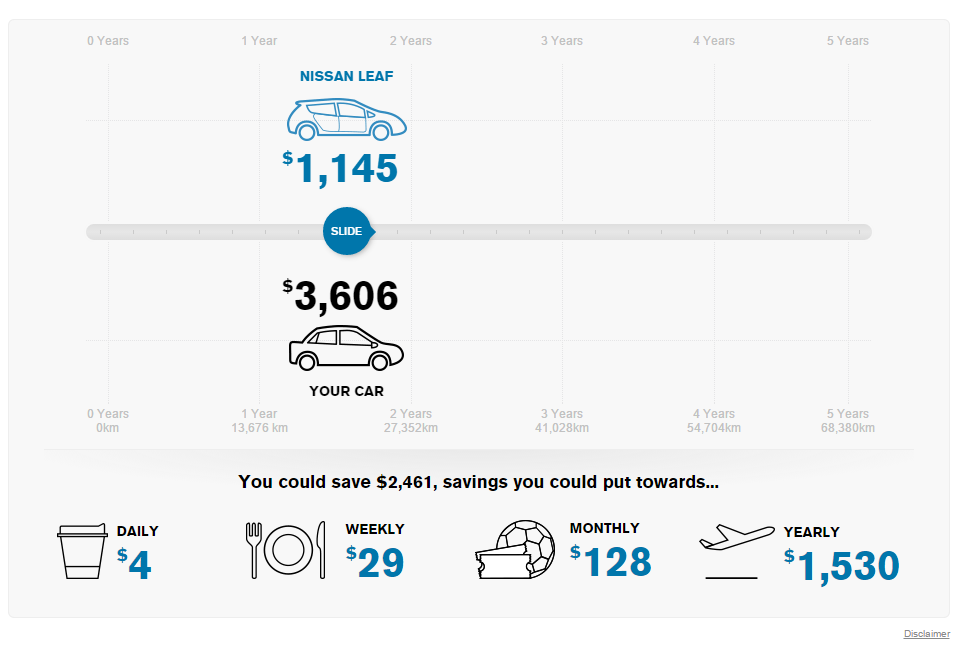 0 Years 1 Year 2 Years 3 Years 4 Years 5 Years
NISSAN LEAF
$1,145
SLIDE
$3,606
YOUR CAR
0 Years 1 Year 2 Years 3 Years 4 Years 5 Years
0km 13,676 km 27,352km 41,028km 54,704km 68,380km
You could save $2,461, savings you could put towards...
DAILY
$4
WEEKLY
$29
MONTHLY
$128
YEARLY
$1,530
Disclaimer